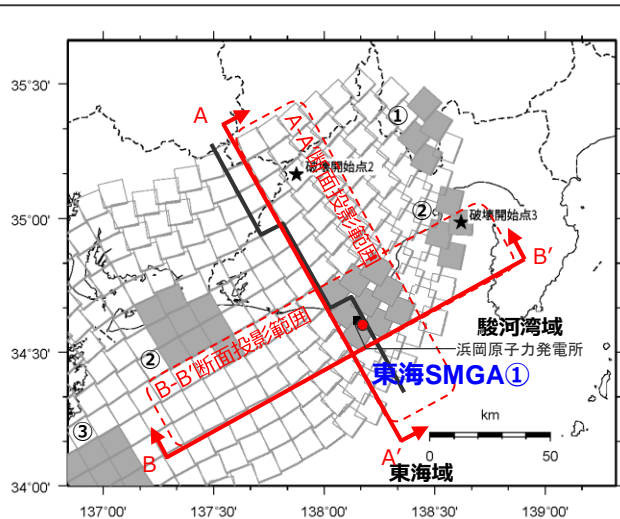 35°30'
35°00'
34°30'
34°00'
137°00'
137°30'
138°00'
138°30'
139°00'
A
A-A'断面投影範囲
①
破壊開始点2
②
破壊開始点3
B'
駿河湾域
浜岡原子力発電所
東海SMGA①
B-B'断面投影範囲
②
③
B
A'
東海域
km
0
50